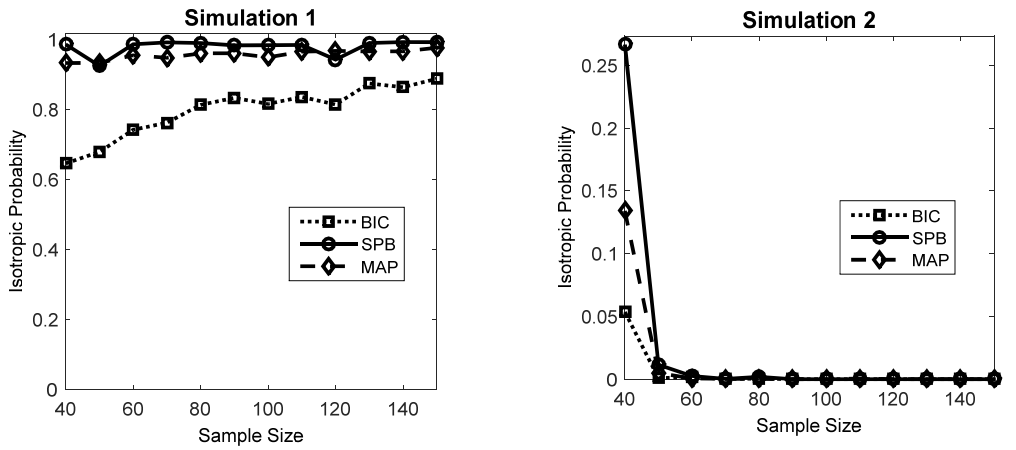 Simulation 1
Isotropic Probability
1
0.8
0.6
0.4
0.2
0
40
60
80
100
120
140
Sample Size
BIC
SPB
MAP
Simulation 2
Isotropic Probability
0.25
0.2
0.15
0.1
0.05
0
40
60
80
100
120
140
Sample Size
BIC
SPB
MAP